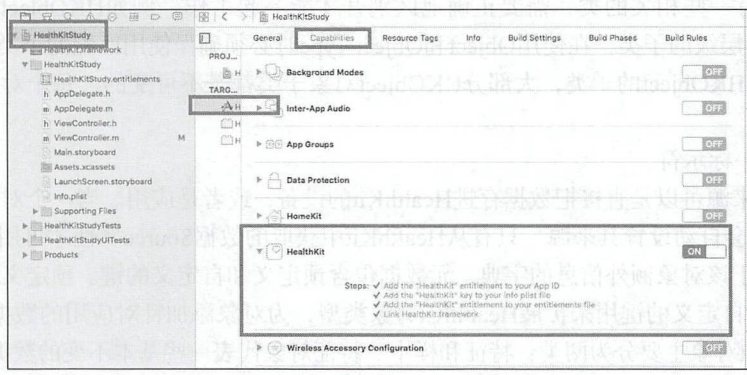 HealthKitStudy
General Capabilities Resource Tags Info Build Settings Build Phases Build Rules
HealthKitStudy
HealthKit.framework
HealthKitStudy
HealthKitStudy.entitlements
h AppDelegate.h
m AppDelegate.m
h ViewController.h
m ViewController.m M
Main.storyboard
Assets.xcassets
LaunchScreen.storyboard
Info.plist
Supporting Files
HealthKitStudyTests
HealthKitStudyUITests
Products
PROJ...
H
TARG...
H
H
H
Background Modes OFF
Inter-App Audio OFF
App Groups OFF
Data Protection OFF
HomeKit OFF
HealthKit ON
Steps: ✓ Add the "HealthKit" entitlement to your App ID
✓ Add the "HealthKit" key to your info plist file
✓ Add the "HealthKit" entitlement to your entitlements file
✓ Link HealthKit.framework
Wireless Accessory Configuration OFF